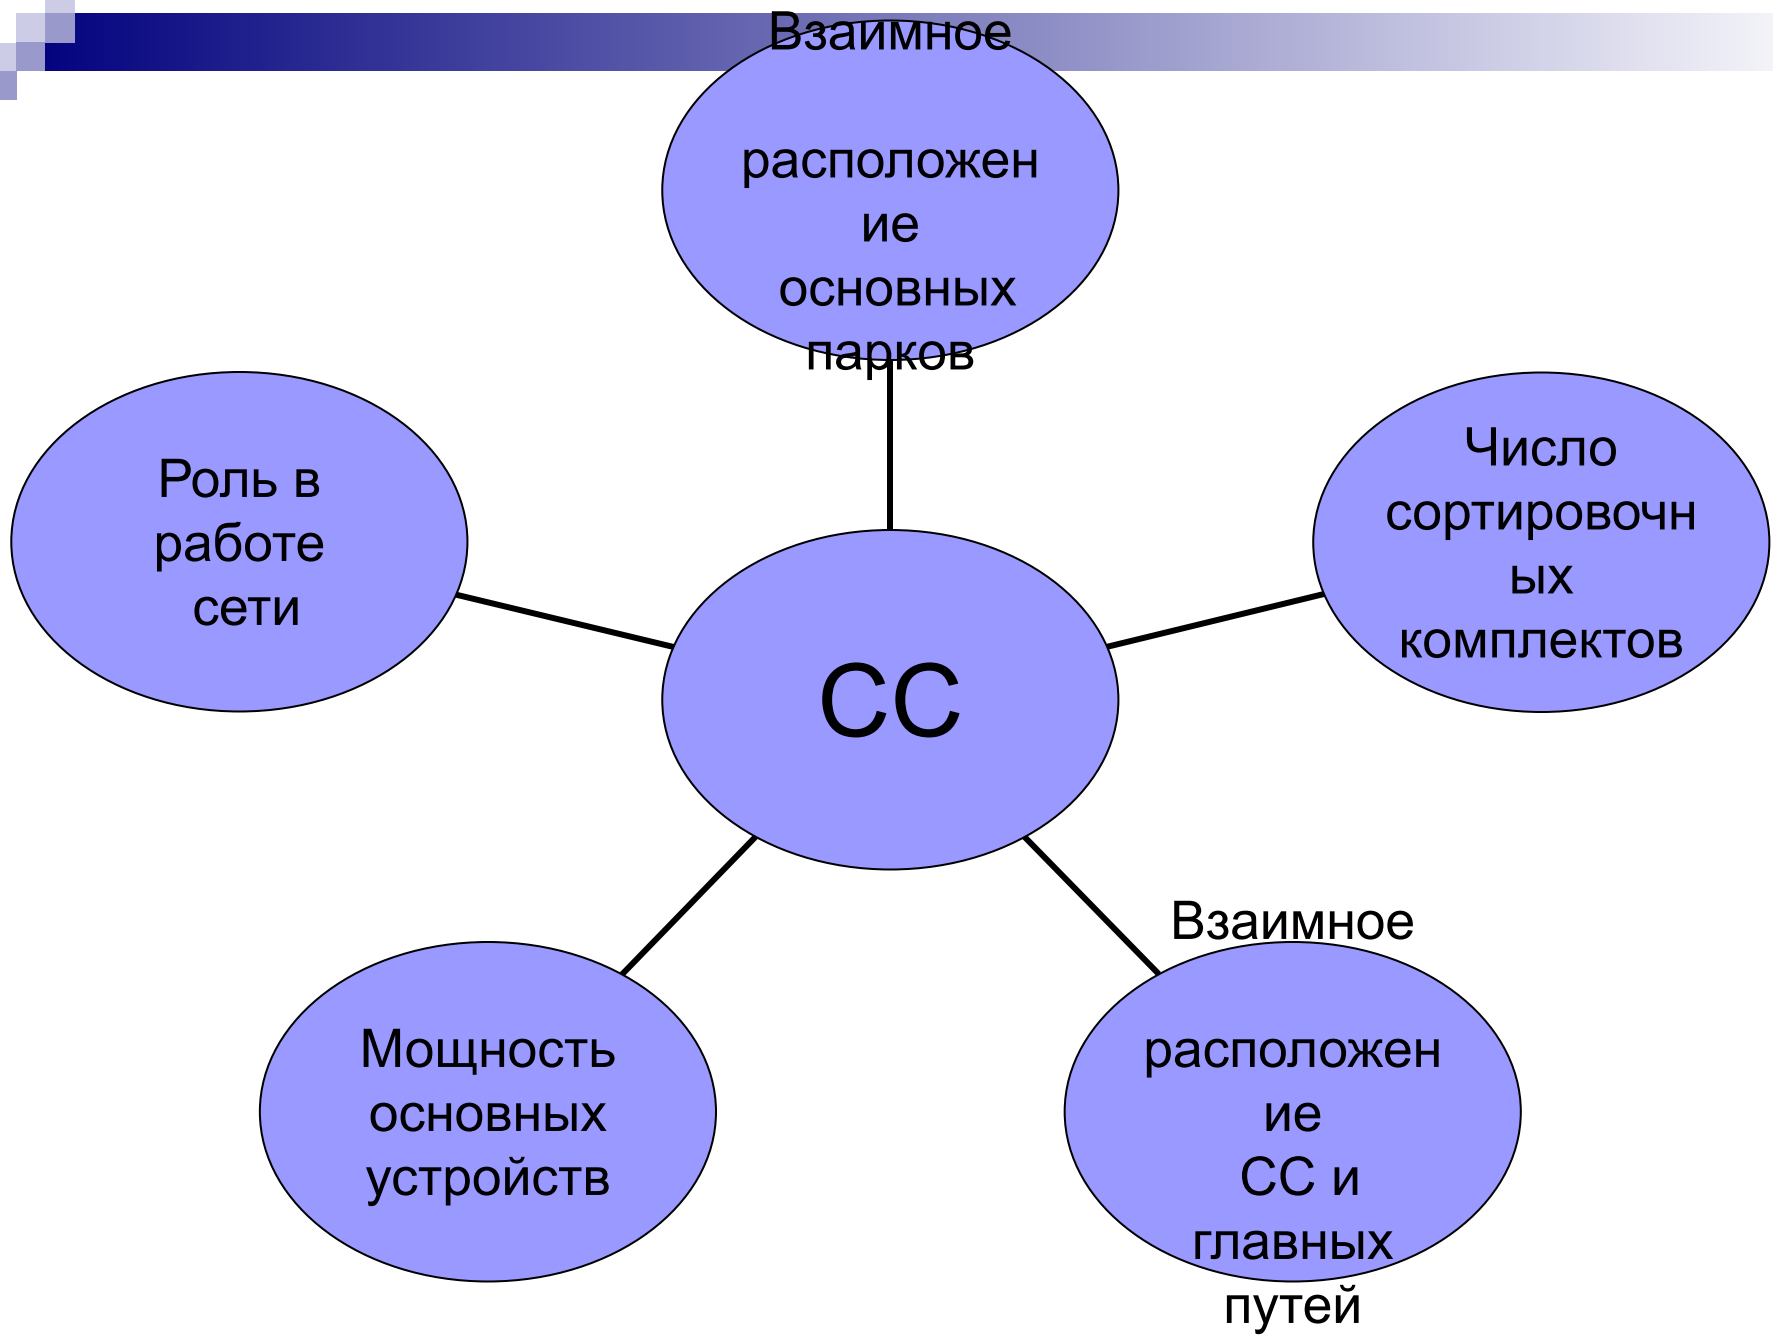 Взаимное
расположен
ие
основных
парков
Роль в
работе
сети
Число
сортировочн
ых
комплектов
СС
Мощность
основных
устройств
Взаимное
расположен
ие
СС и
главных
путей